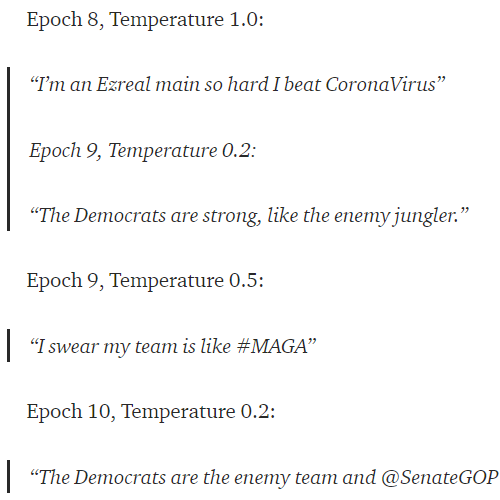 Epoch 8, Temperature 1.0:
“I’m an Ezreal main so hard I beat CoronaVirus”
Epoch 9, Temperature 0.2:
“The Democrats are strong, like the enemy jungler.”
Epoch 9, Temperature 0.5:
“I swear my team is like #MAGA”
Epoch 10, Temperature 0.2:
“The Democrats are the enemy team and @SenateGOP